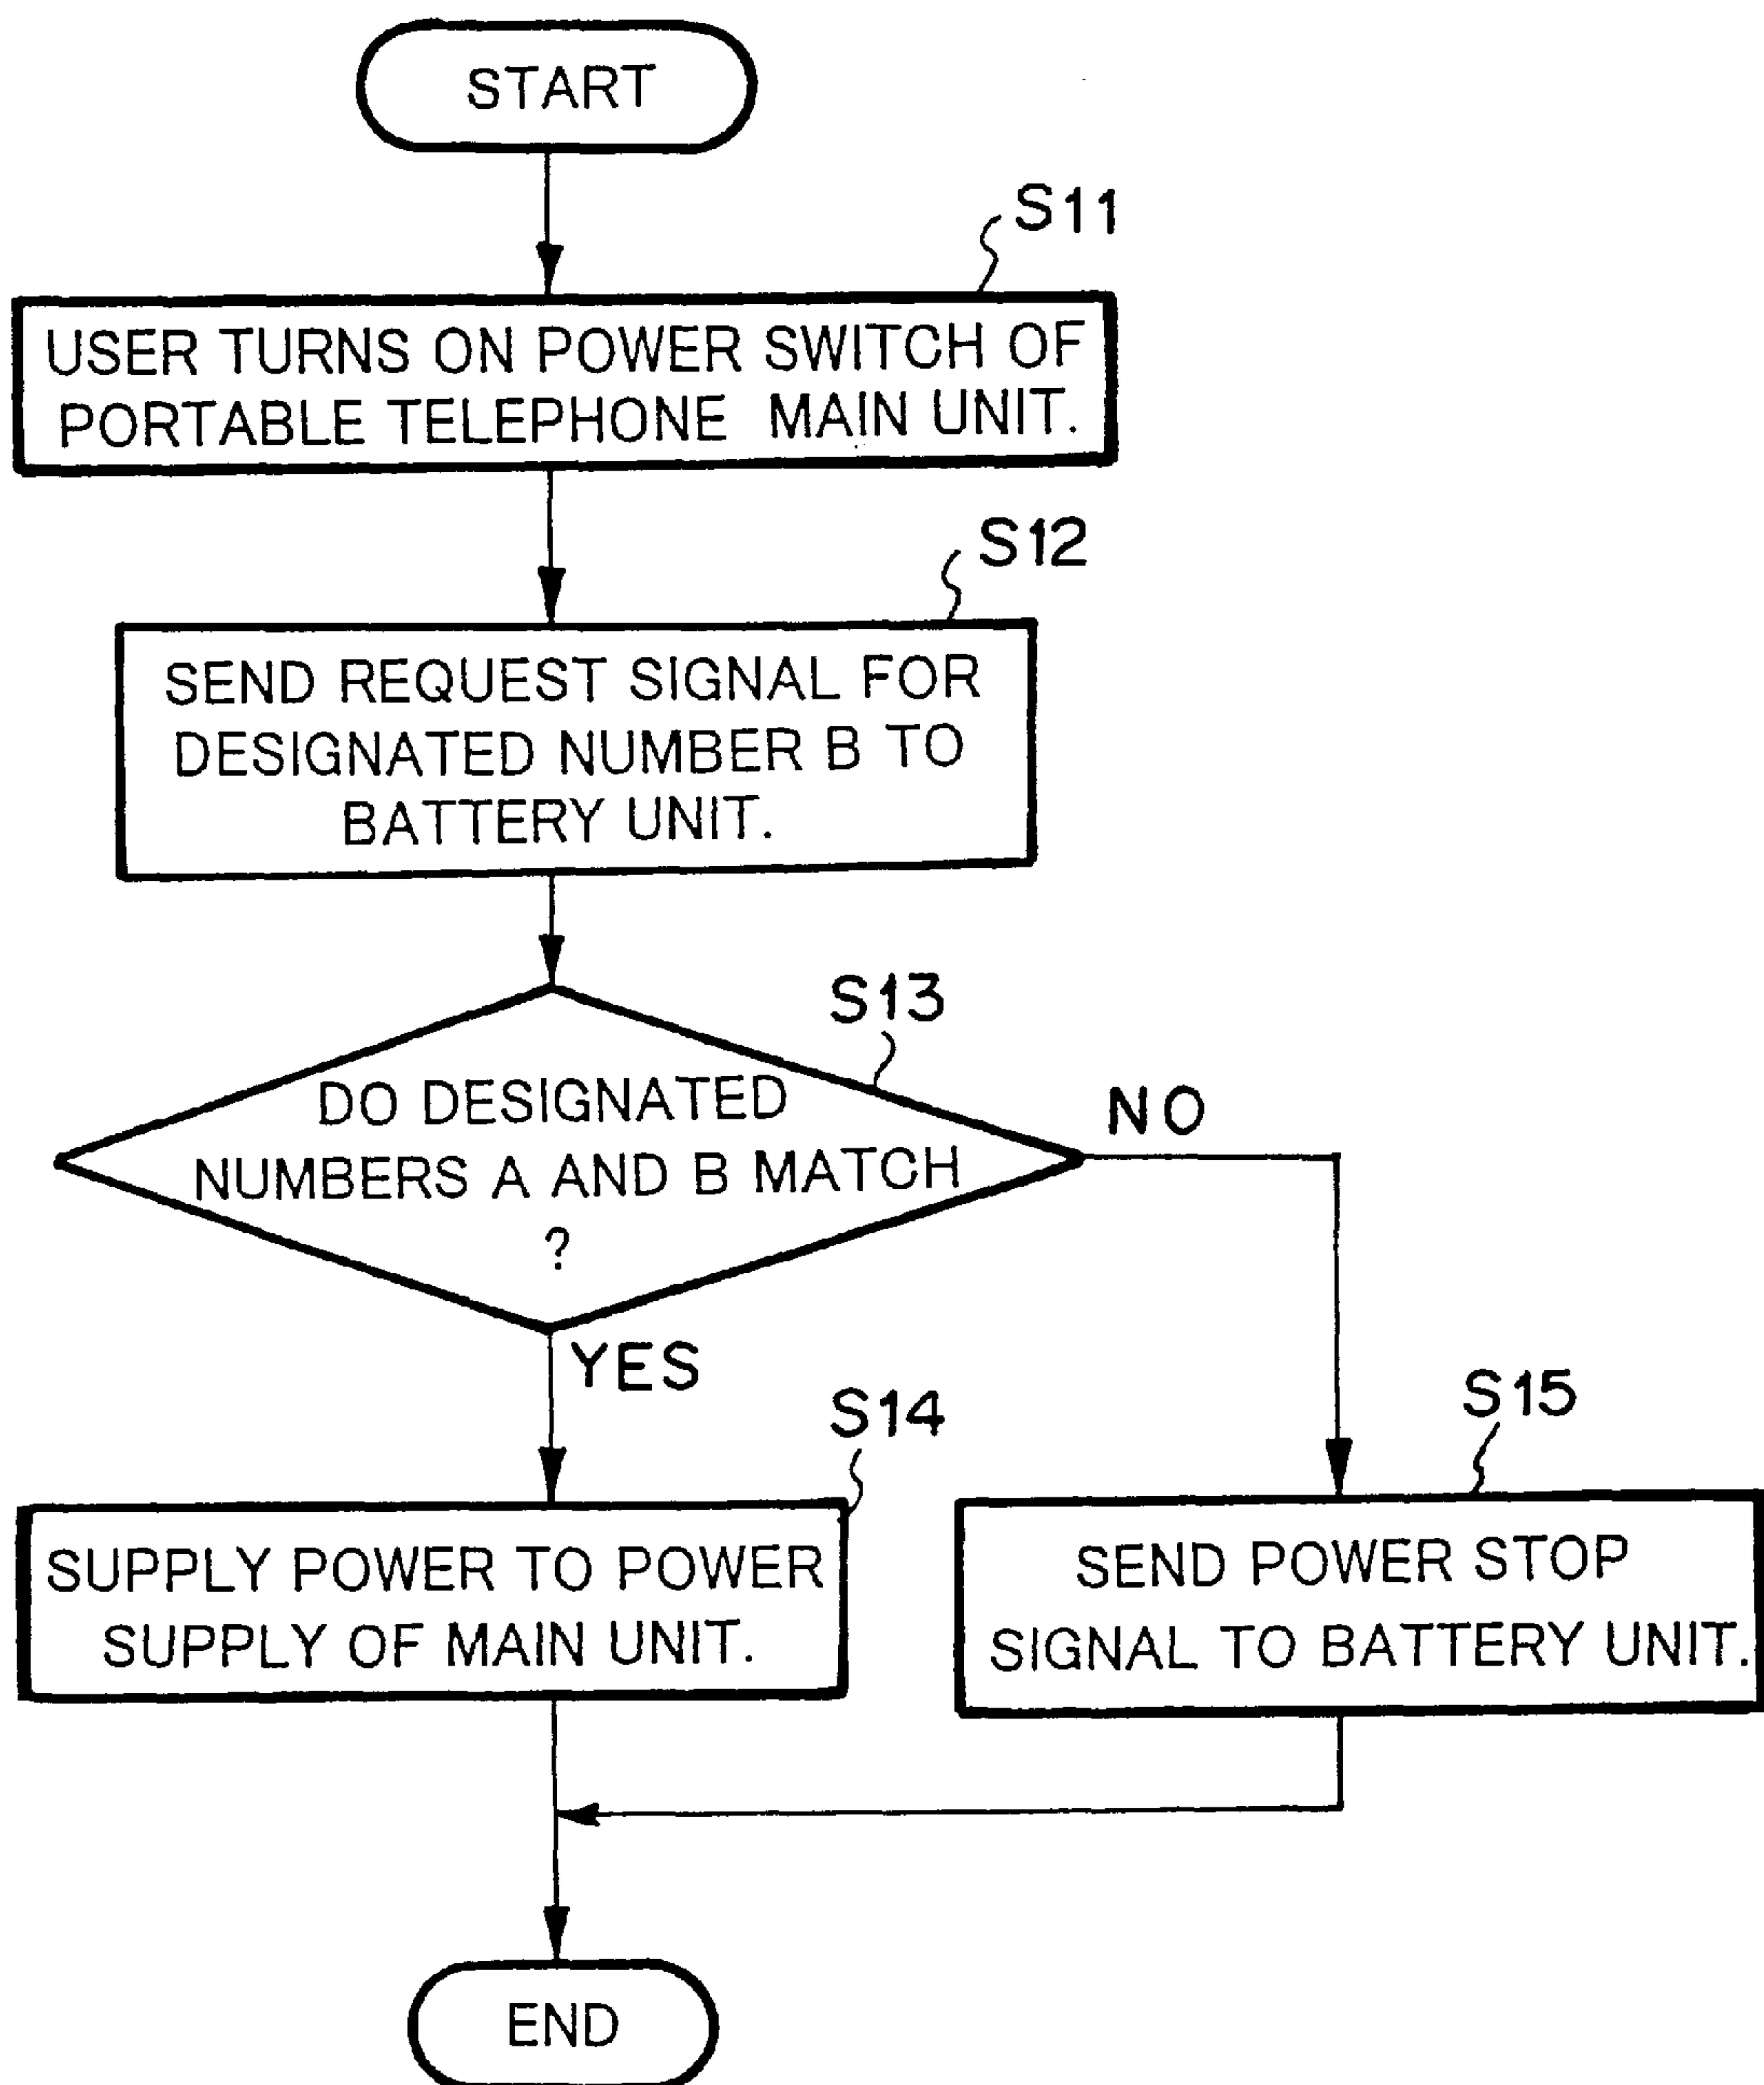 START
S11
USER TURNS ON POWER SWITCH OF
PORTABLE TELEPHONE MAIN UNIT.
S12
SEND REQUEST SIGNAL FOR
DESIGNATED NUMBER B TO
BATTERY UNIT.
S13
DO DESIGNATED
NUMBERS A AND B MATCH
?
NO
YES
S14
SUPPLY POWER TO POWER
SUPPLY OF MAIN UNIT.
S15
SEND POWER STOP
SIGNAL TO BATTERY UNIT.
END